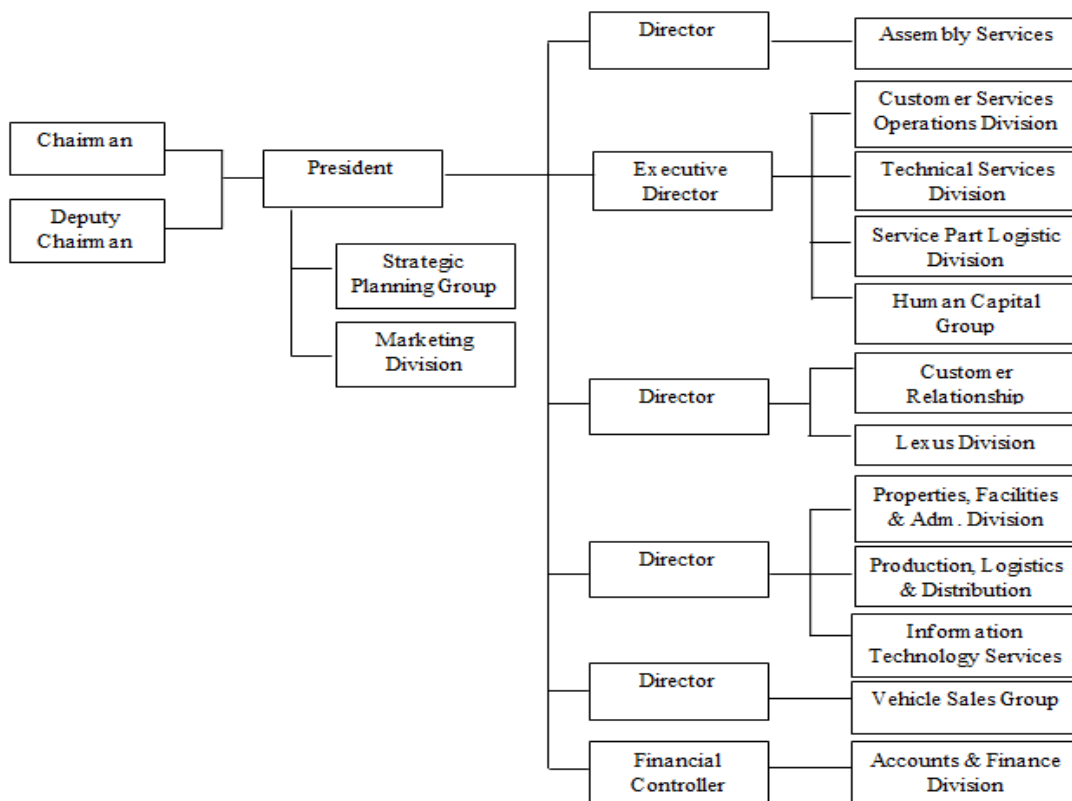 Chairman
Deputy
Chairman
President
Strategic
Planning Group
Marketing
Division
Director
Assembly Services
Executive
Director
Customer Services
Operations Division
Technical Services
Division
Service Part Logistic
Division
Human Capital
Group
Director
Customer
Relationship
Lexus Division
Director
Properties, Facilities
& Adm. Division
Production, Logistics
& Distribution
Information
Technology Services
Director
Vehicle Sales Group
Financial
Controller
Accounts & Finance
Division